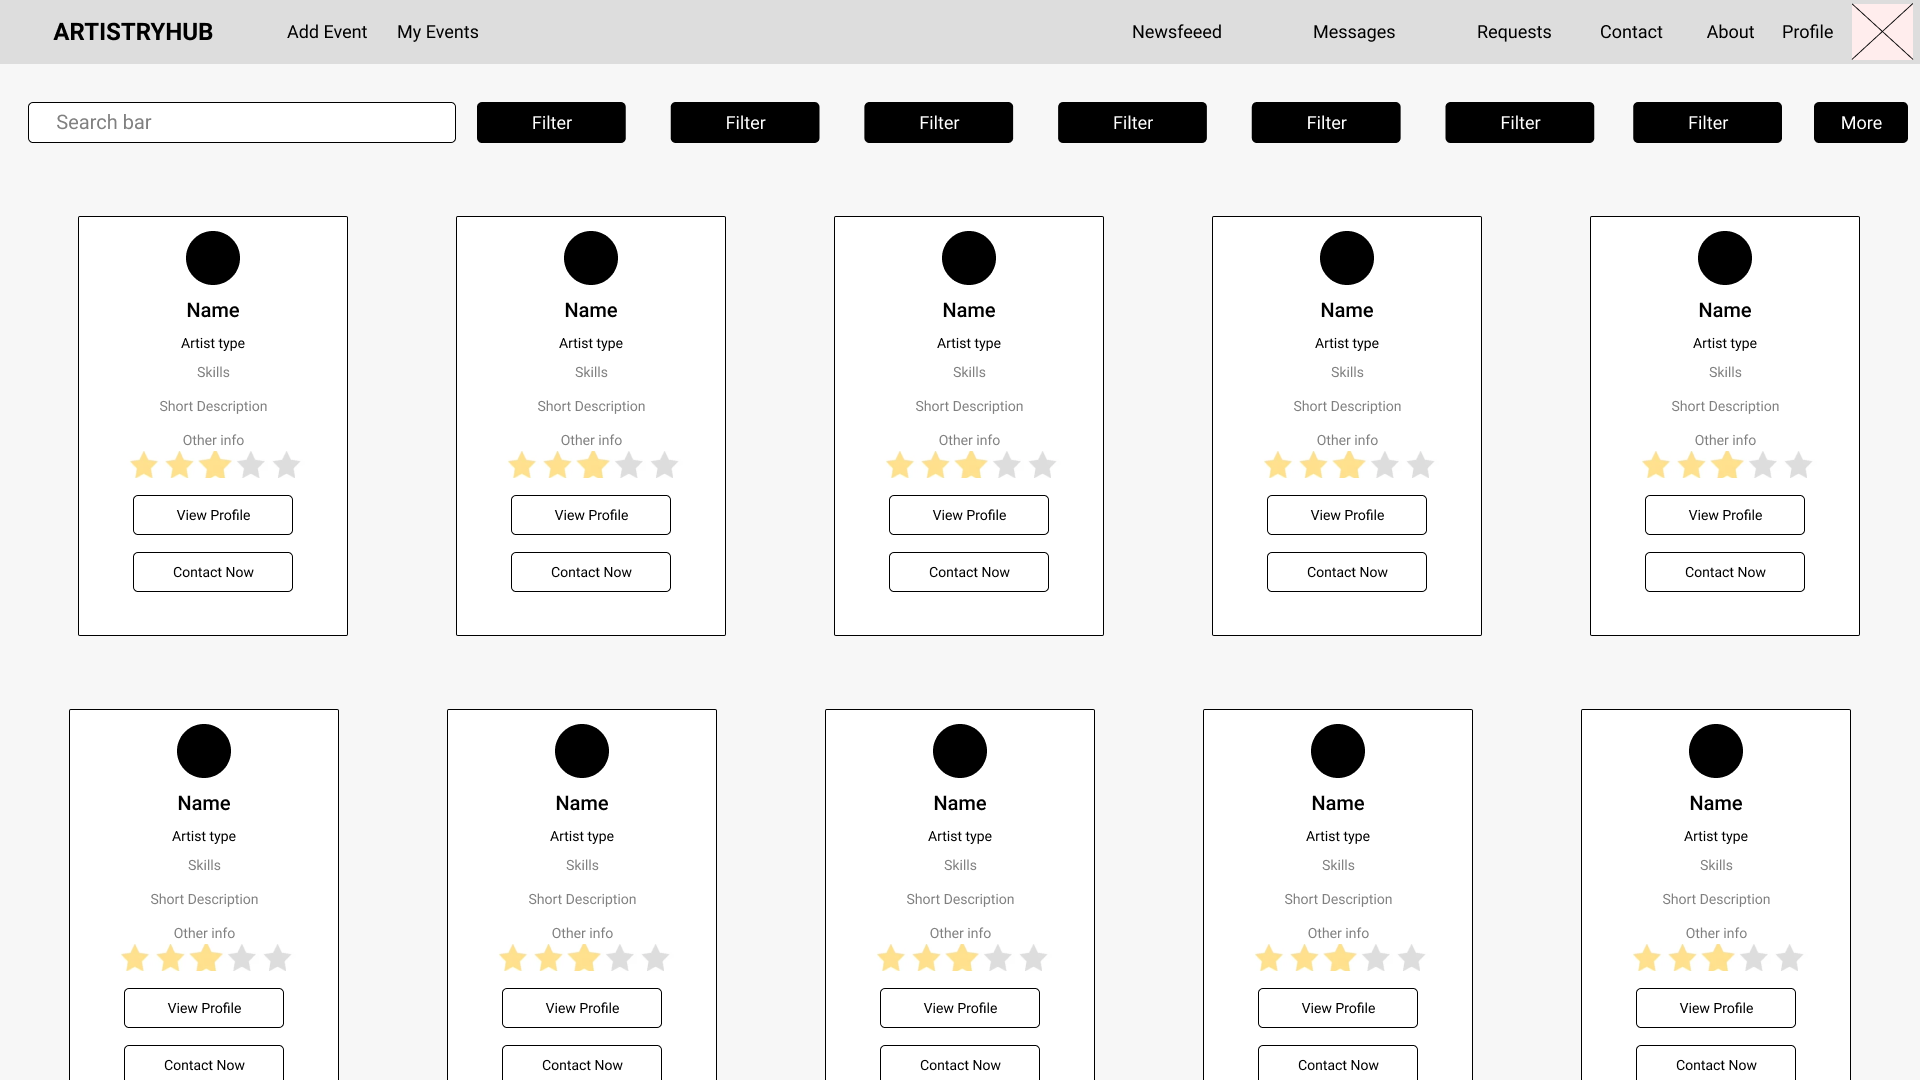 ARTISTRYHUB Add Event My Events Newsfeeed Messages Requests Contact About Profile
Search bar Filter Filter Filter Filter Filter Filter Filter More
Name Name Name Name Name
Artist type Artist type Artist type Artist type Artist type
Skills Skills Skills Skills Skills
Short Description Short Description Short Description Short Description Short Description
Other info Other info Other info Other info Other info
View Profile View Profile View Profile View Profile View Profile
Contact Now Contact Now Contact Now Contact Now Contact Now
Name Name Name Name Name
Artist type Artist type Artist type Artist type Artist type
Skills Skills Skills Skills Skills
Short Description Short Description Short Description Short Description Short Description
Other info Other info Other info Other info Other info
View Profile View Profile View Profile View Profile View Profile
Contact Now Contact Now Contact Now Contact Now Contact Now